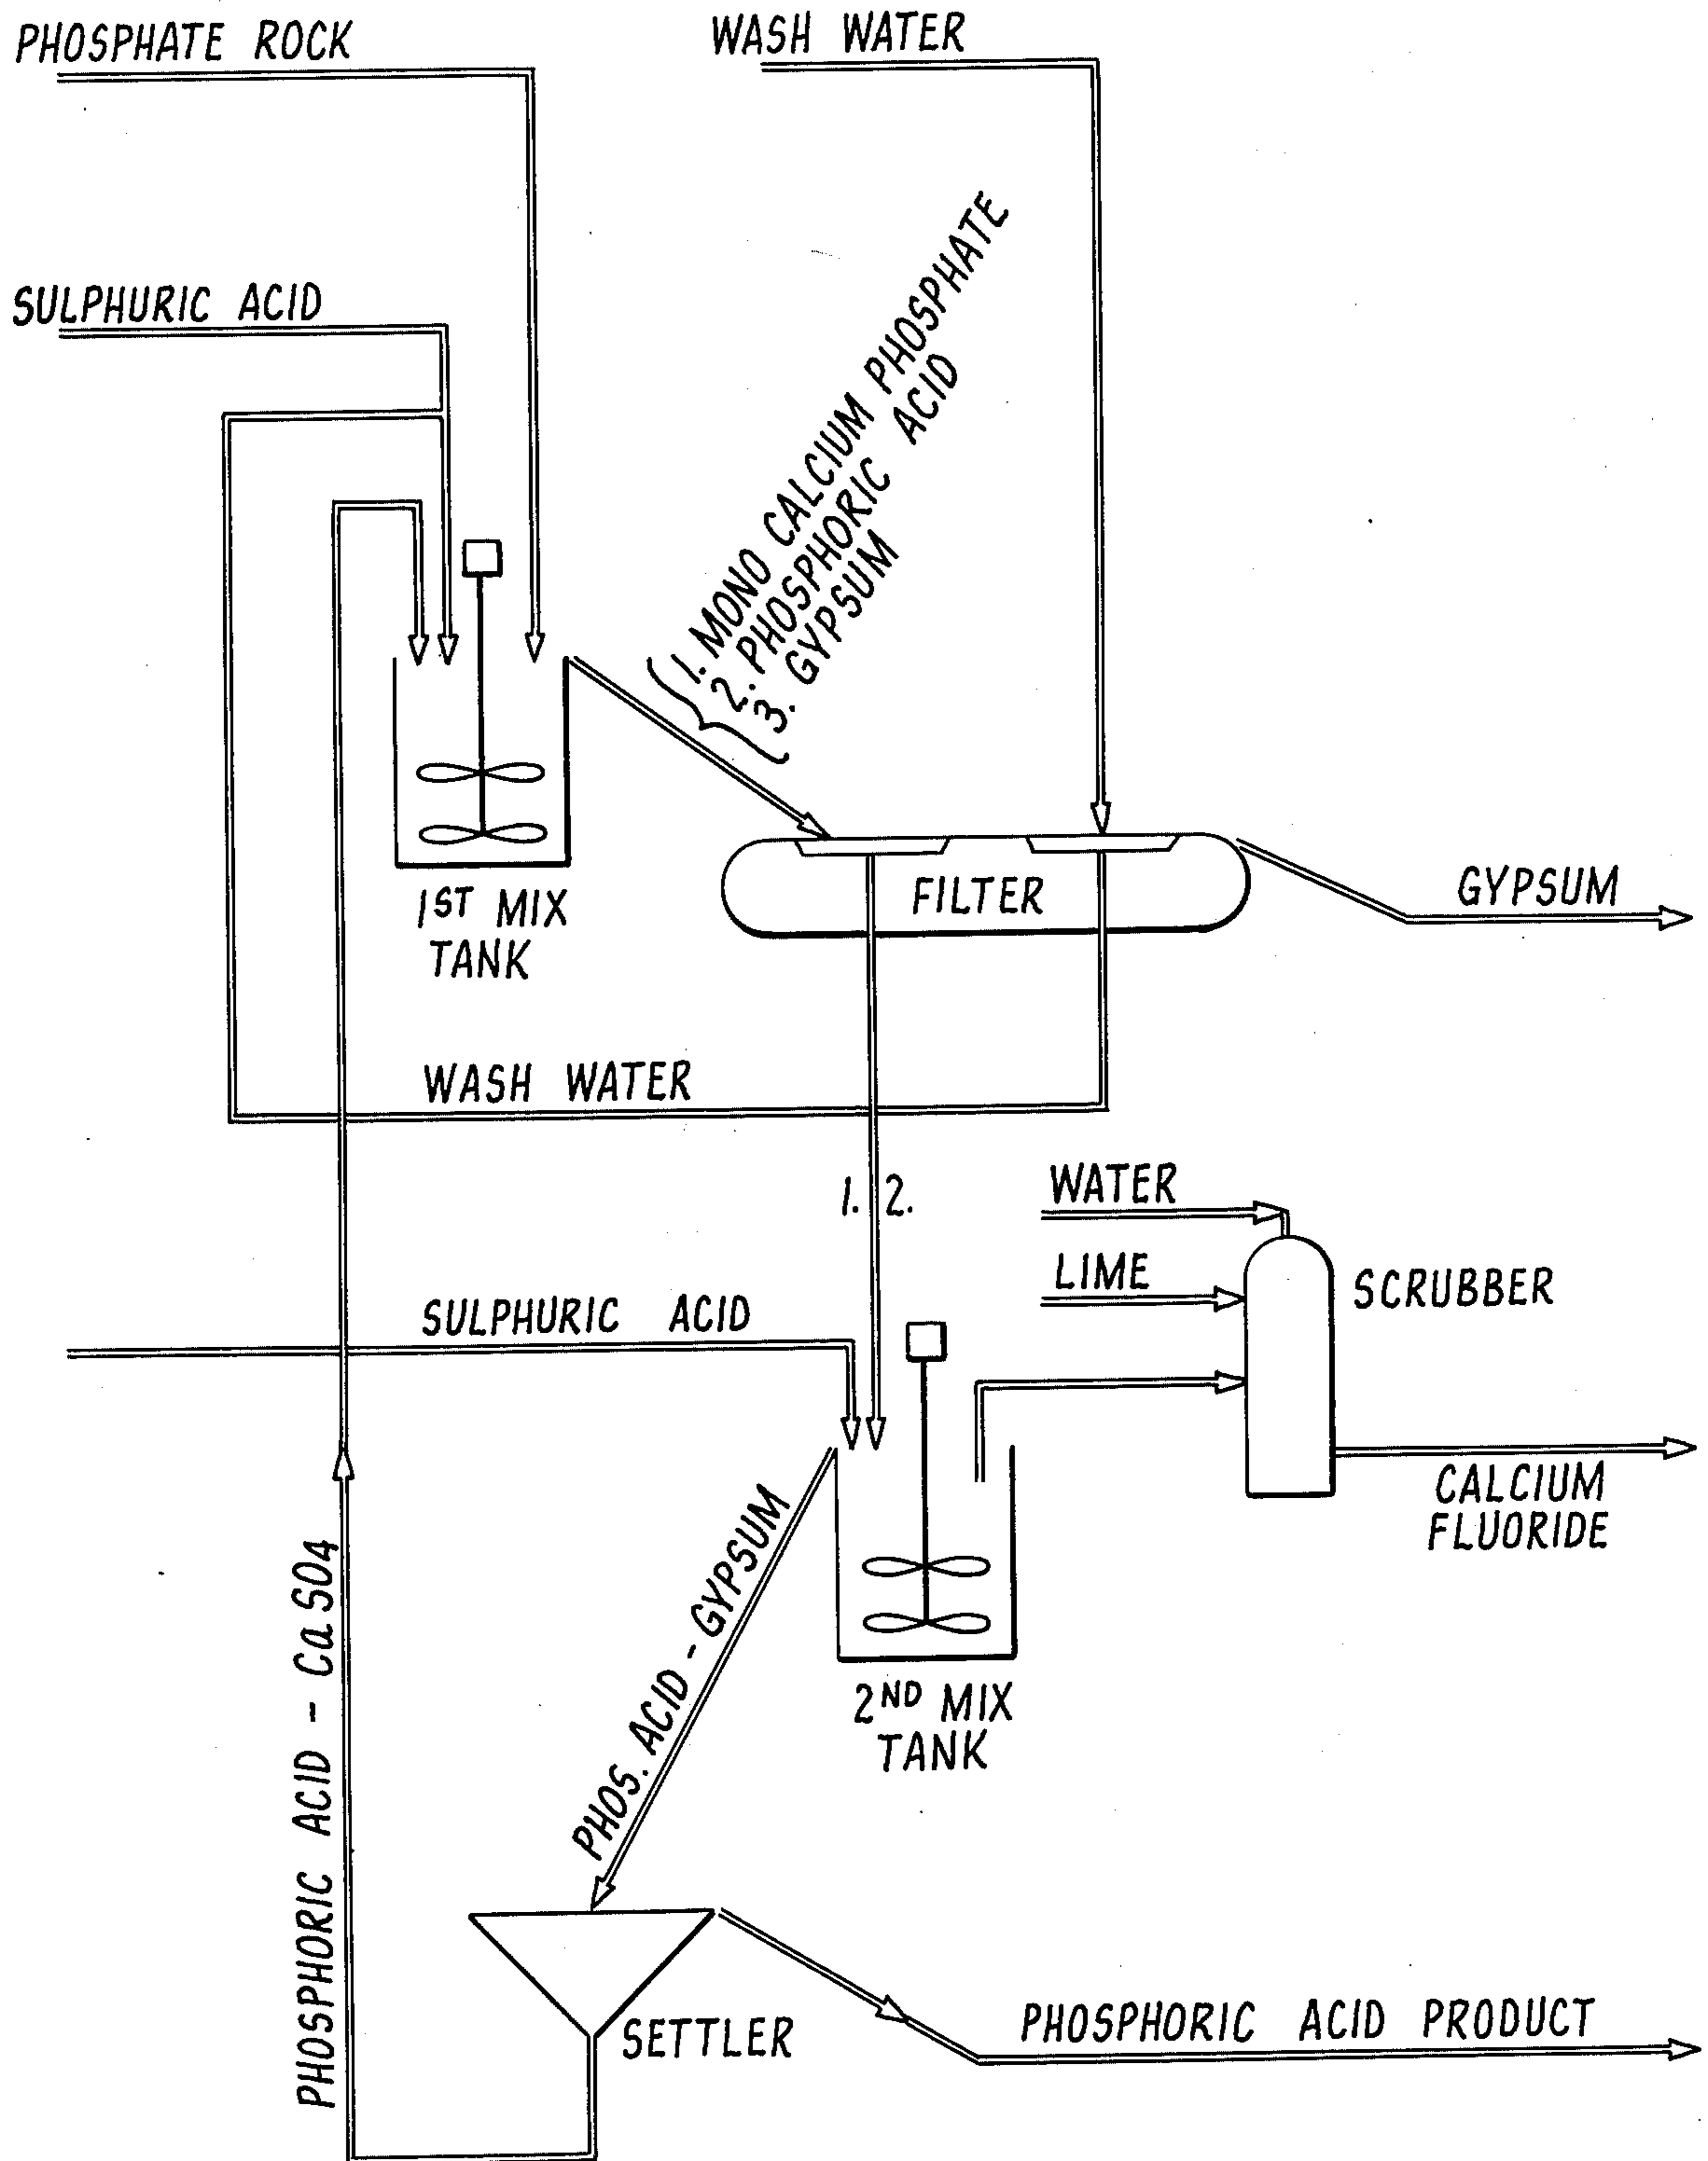 PHOSPHATE ROCK
WASH WATER
SULPHURIC ACID
1. MONO CALCIUM PHOSPHATE
2. PHOSPHORIC ACID
3. GYPSUM
1ST MIX
TANK
FILTER
GYPSUM
WASH WATER
1. 2.
WATER
LIME
SCRUBBER
SULPHURIC ACID
CALCIUM
FLUORIDE
PHOS. ACID - GYPSUM
PHOSPHORIC ACID - CaSO4
2ND MIX
TANK
SETTLER
PHOSPHORIC ACID PRODUCT